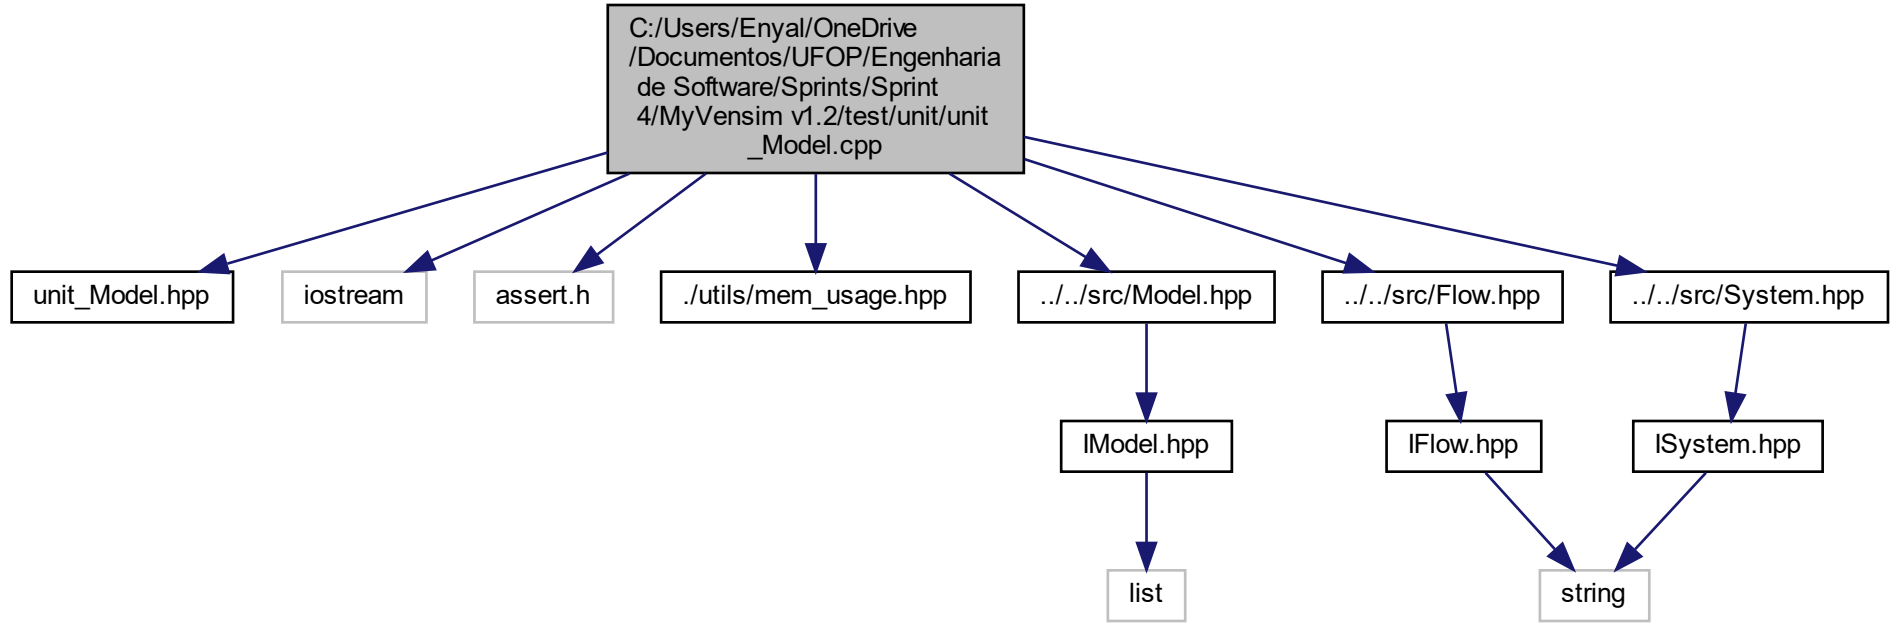 C:/Users/Enyal/OneDrive
/Documentos/UFOP/Engenharia
de Software/Sprints/Sprint
4/MyVensim v1.2/test/unit/unit
_Model.cpp
unit_Model.hpp
iostream
assert.h
./utils/mem_usage.hpp
../../src/Model.hpp
../../src/Flow.hpp
../../src/System.hpp
IModel.hpp
IFlow.hpp
ISystem.hpp
list
string